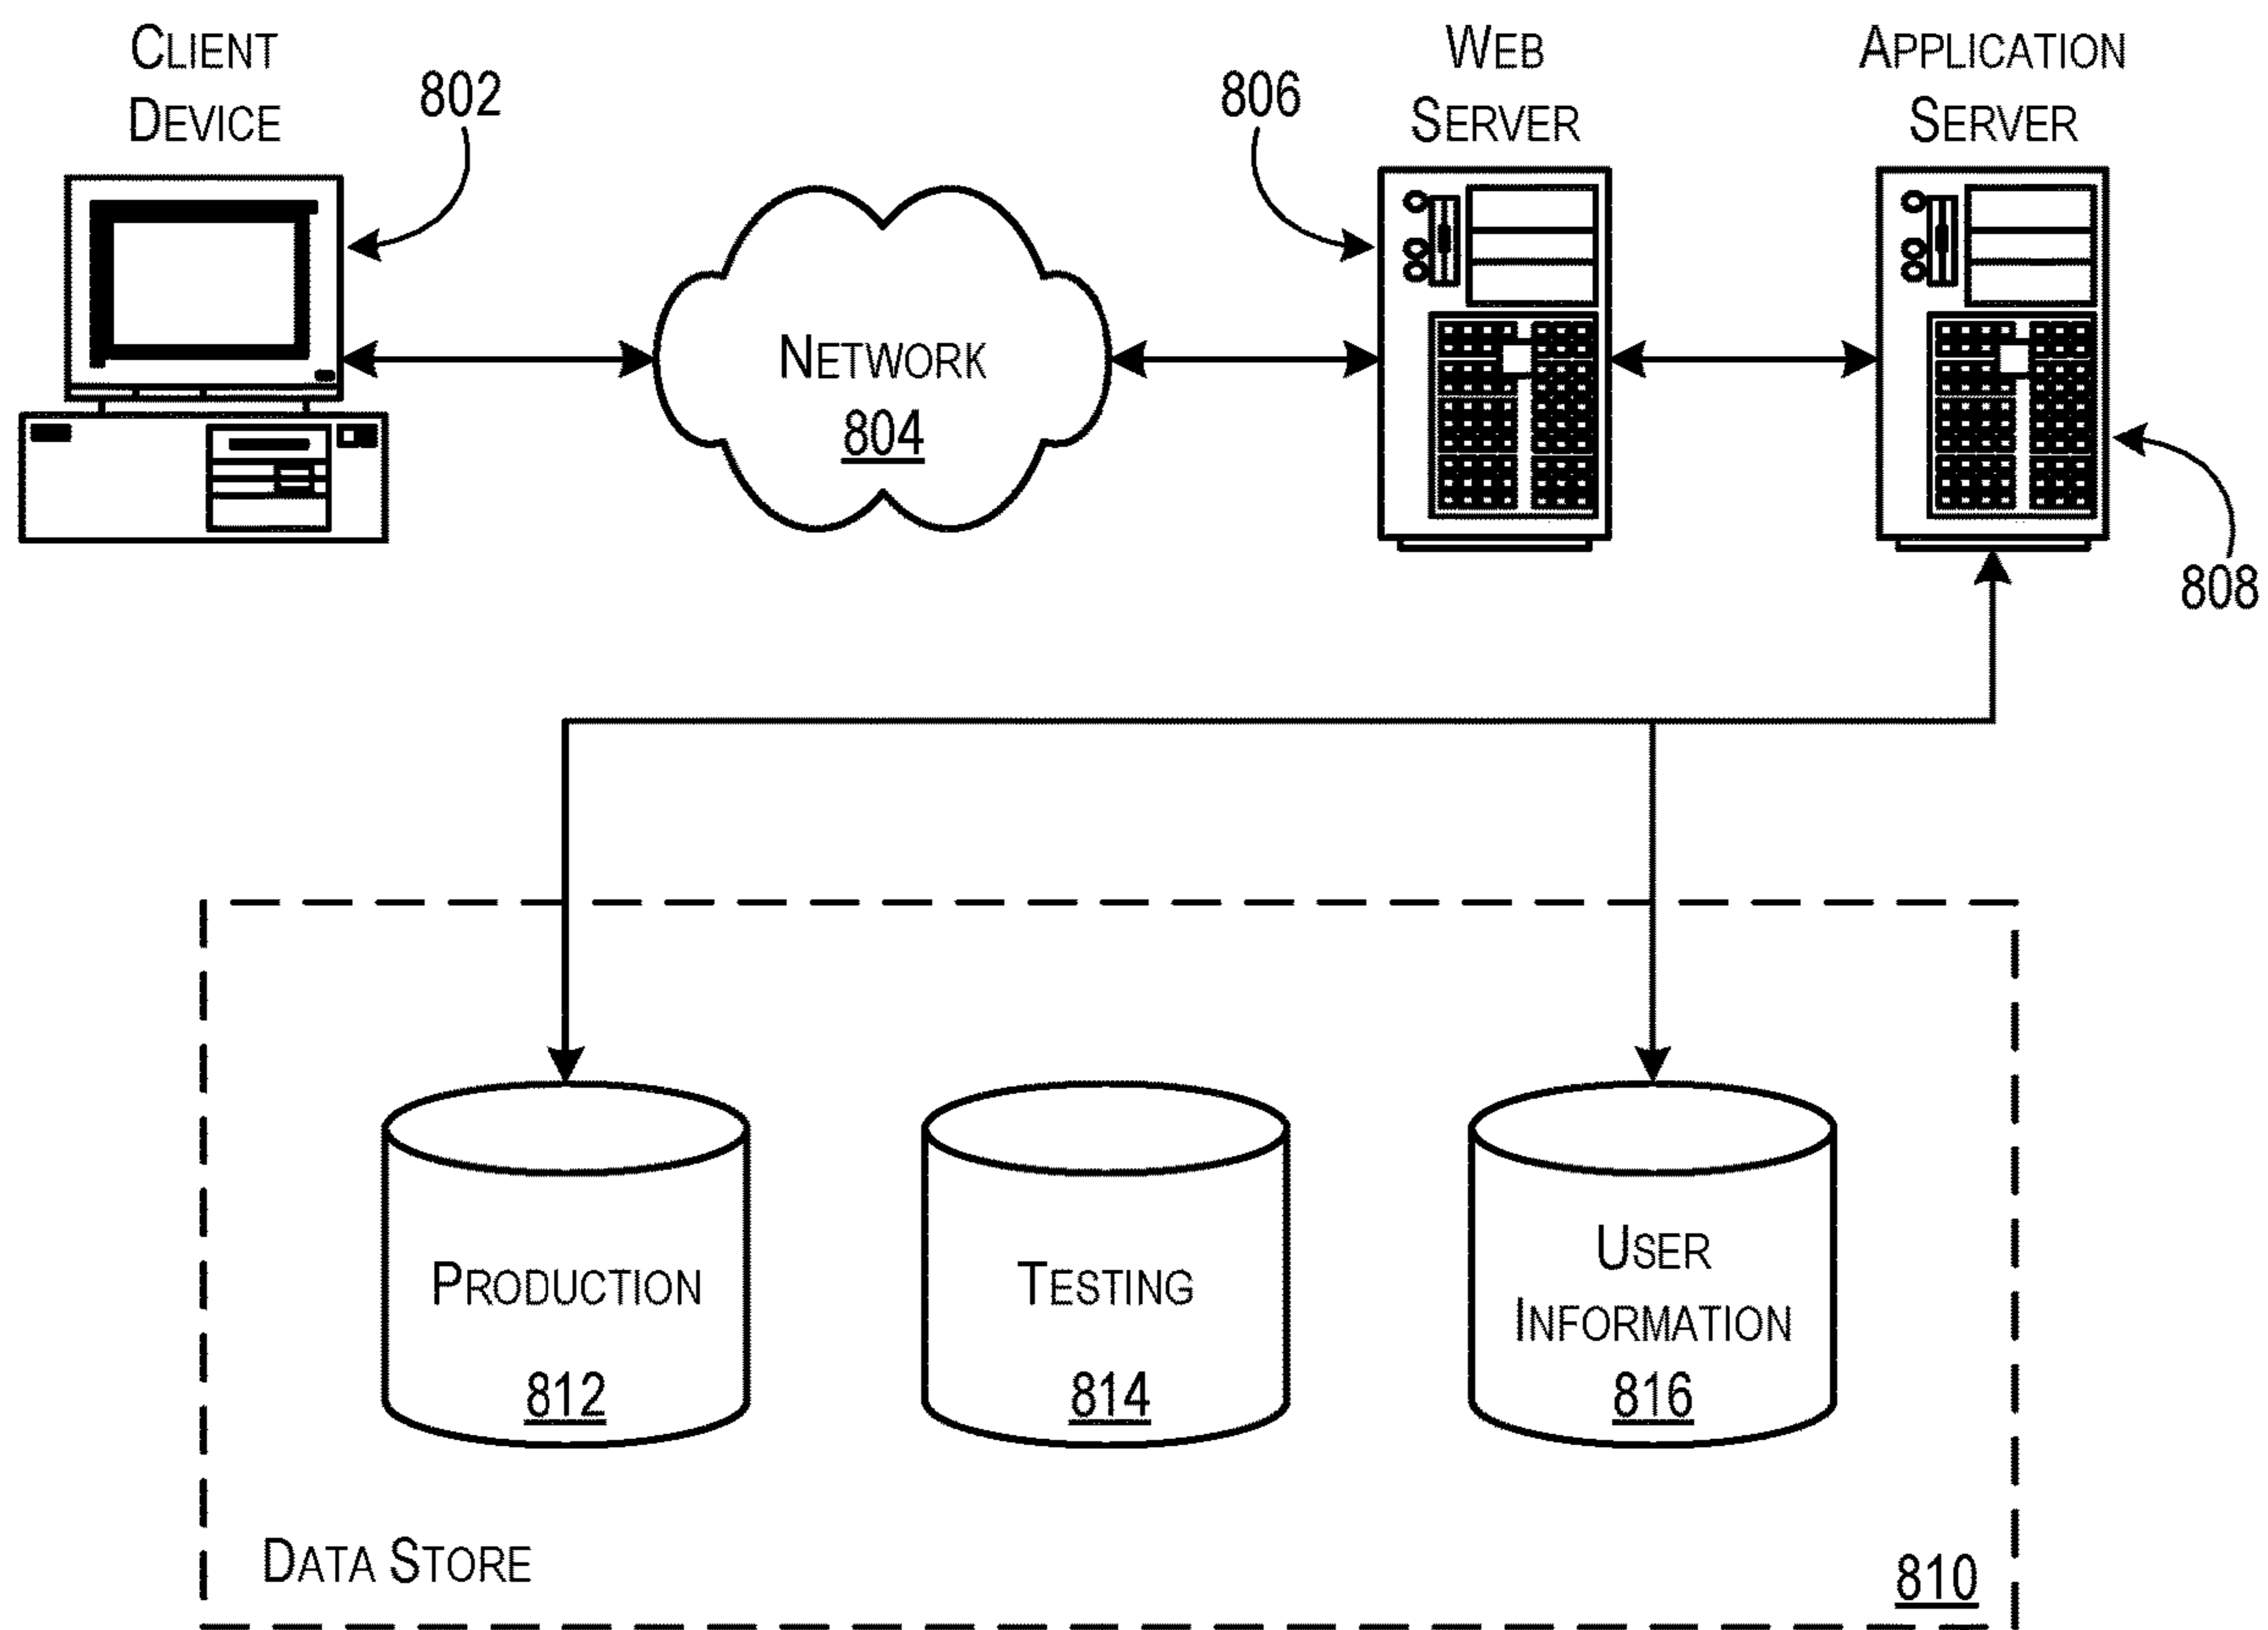 CLIENT
DEVICE
802
806
WEB
SERVER
APPLICATION
SERVER
NETWORK
804
808
PRODUCTION
812
TESTING
814
USER
INFORMATION
816
DATA STORE
810